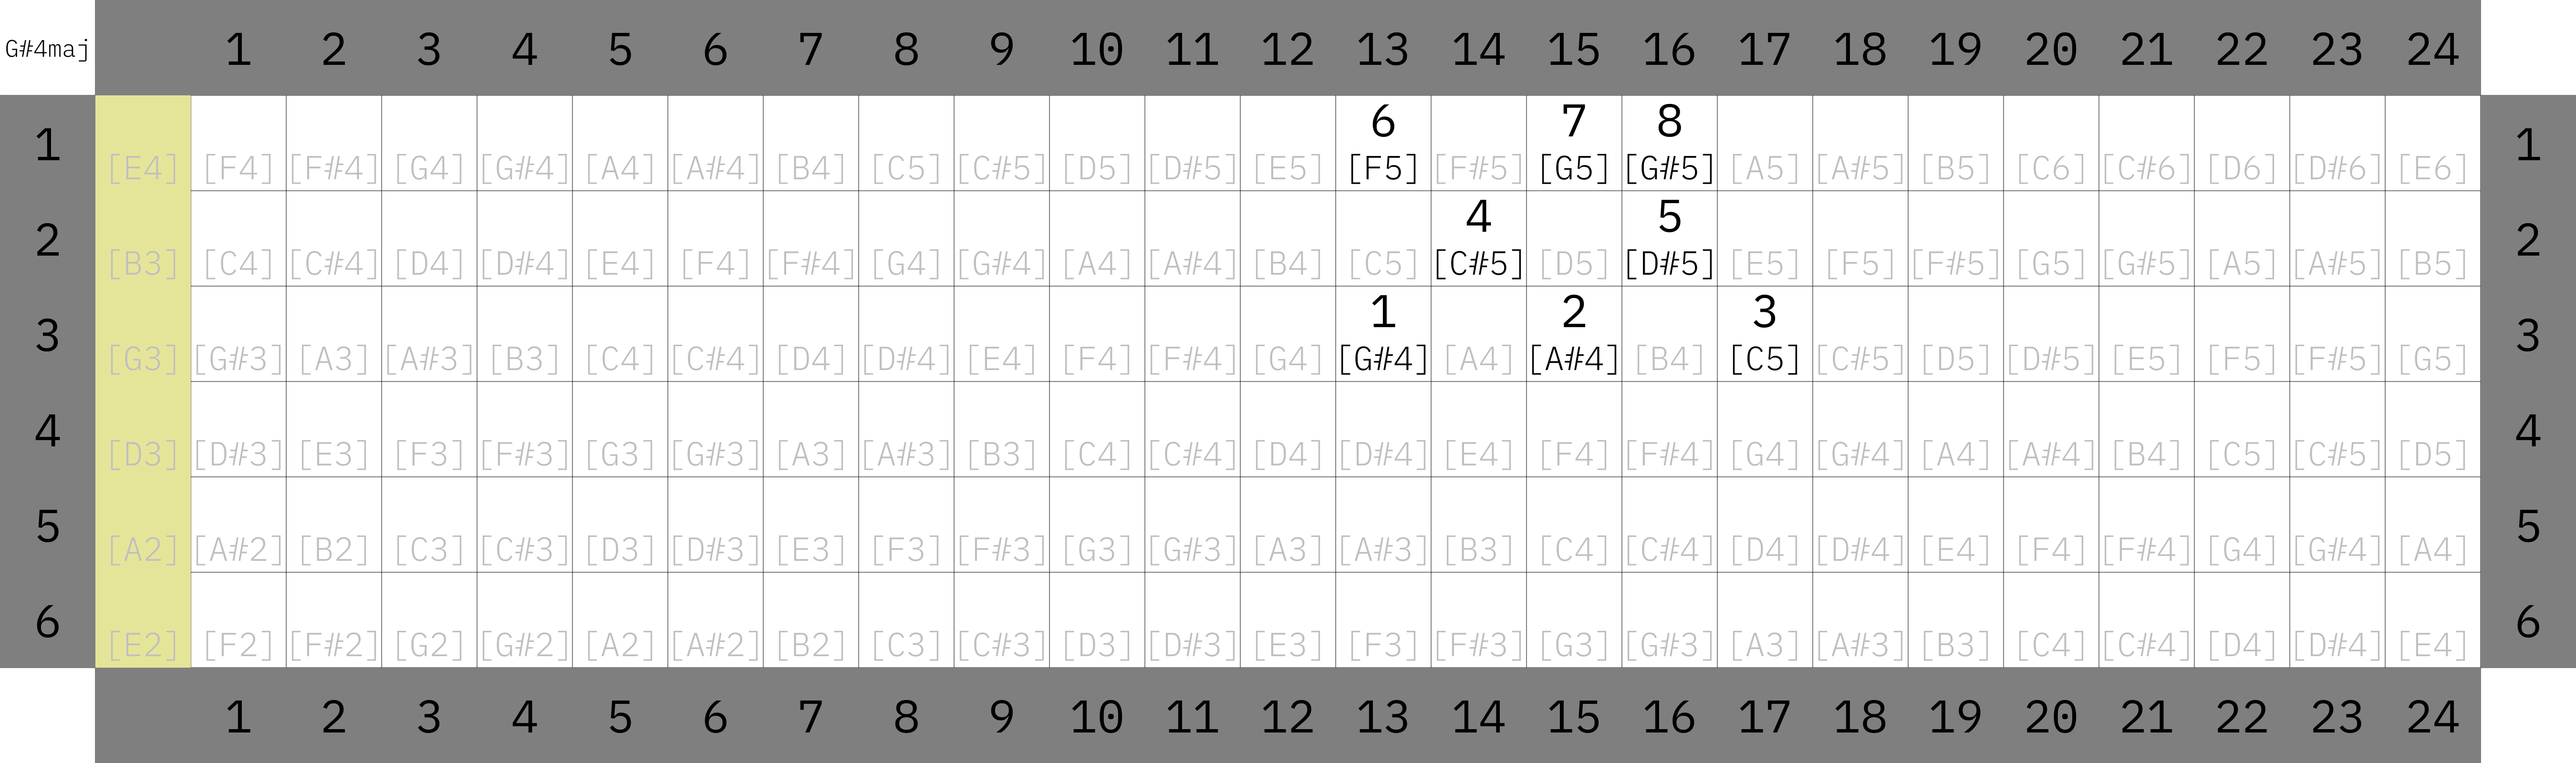 G#4maj 1 2 3 4 5 6 7 8 9 10 11 12 13 14 15 16 17 18 19 20 21 22 23 24
6 7 8
1 [E4] [F4] [F#4] [G4] [G#4] [A4] [A#4] [B4] [C5] [C#5] [D5] [D#5] [E5] [F5] [F#5] [G5] [G#5] [A5] [A#5] [B5] [C6] [C#6] [D6] [D#6] [E6] 1
4 5
2 [B3] [C4] [C#4] [D4] [D#4] [E4] [F4] [F#4] [G4] [G#4] [A4] [A#4] [B4] [C5] [C#5] [D5] [D#5] [E5] [F5] [F#5] [G5] [G#5] [A5] [A#5] [B5] 2
1 2 3
3 [G3] [G#3] [A3] [A#3] [B3] [C4] [C#4] [D4] [D#4] [E4] [F4] [F#4] [G4] [G#4] [A4] [A#4] [B4] [C5] [C#5] [D5] [D#5] [E5] [F5] [F#5] [G5] 3
4 [D3] [D#3] [E3] [F3] [F#3] [G3] [G#3] [A3] [A#3] [B3] [C4] [C#4] [D4] [D#4] [E4] [F4] [F#4] [G4] [G#4] [A4] [A#4] [B4] [C5] [C#5] [D5] 4
5 [A2] [A#2] [B2] [C3] [C#3] [D3] [D#3] [E3] [F3] [F#3] [G3] [G#3] [A3] [A#3] [B3] [C4] [C#4] [D4] [D#4] [E4] [F4] [F#4] [G4] [G#4] [A4] 5
6 [E2] [F2] [F#2] [G2] [G#2] [A2] [A#2] [B2] [C3] [C#3] [D3] [D#3] [E3] [F3] [F#3] [G3] [G#3] [A3] [A#3] [B3] [C4] [C#4] [D4] [D#4] [E4] 6
1 2 3 4 5 6 7 8 9 10 11 12 13 14 15 16 17 18 19 20 21 22 23 24